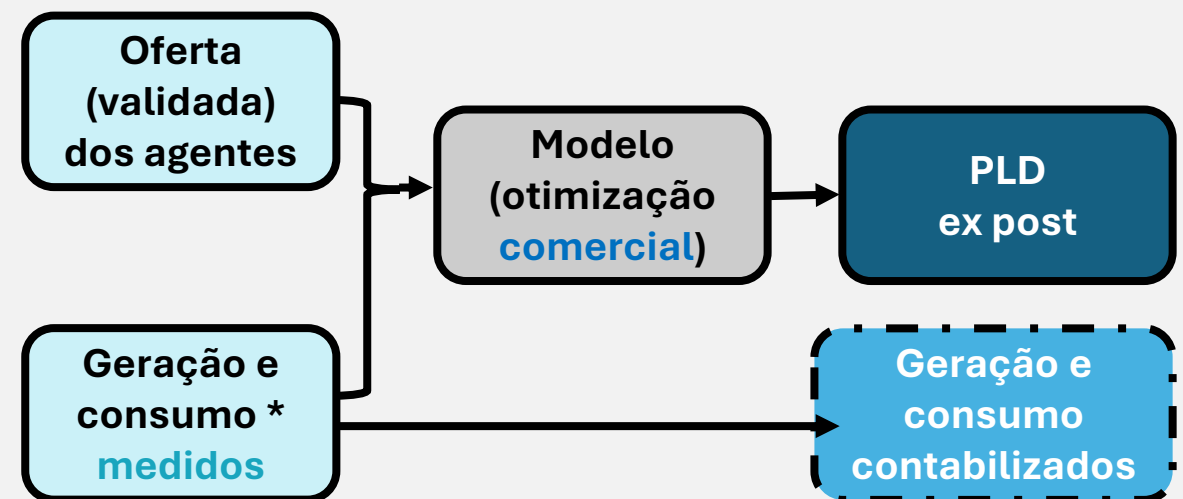 Oferta
(validada)
dos agentes
Modelo
(otimização
comercial)
PLD
ex post
Geração e
consumo *
medidos
Geração e
consumo
contabilizados